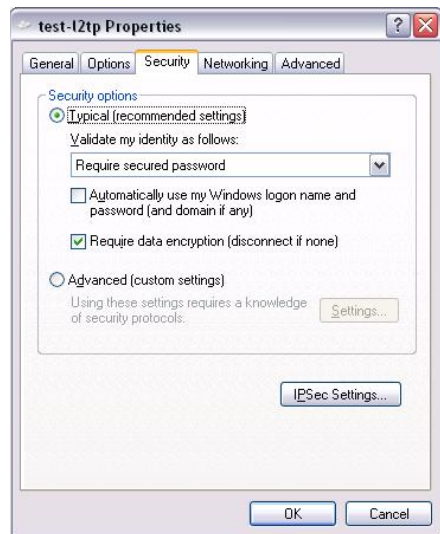 test-l2tp Properties
General Options Security Networking Advanced
Security options
Typical (recommended settings)
Validate my identity as follows:
Require secured password
Automatically use my Windows logon name and
password (and domain if any)
Require data encryption (disconnect if none)
Advanced (custom settings)
Using these settings requires a knowledge
of security protocols.
Settings...
IPSec Settings...
OK Cancel